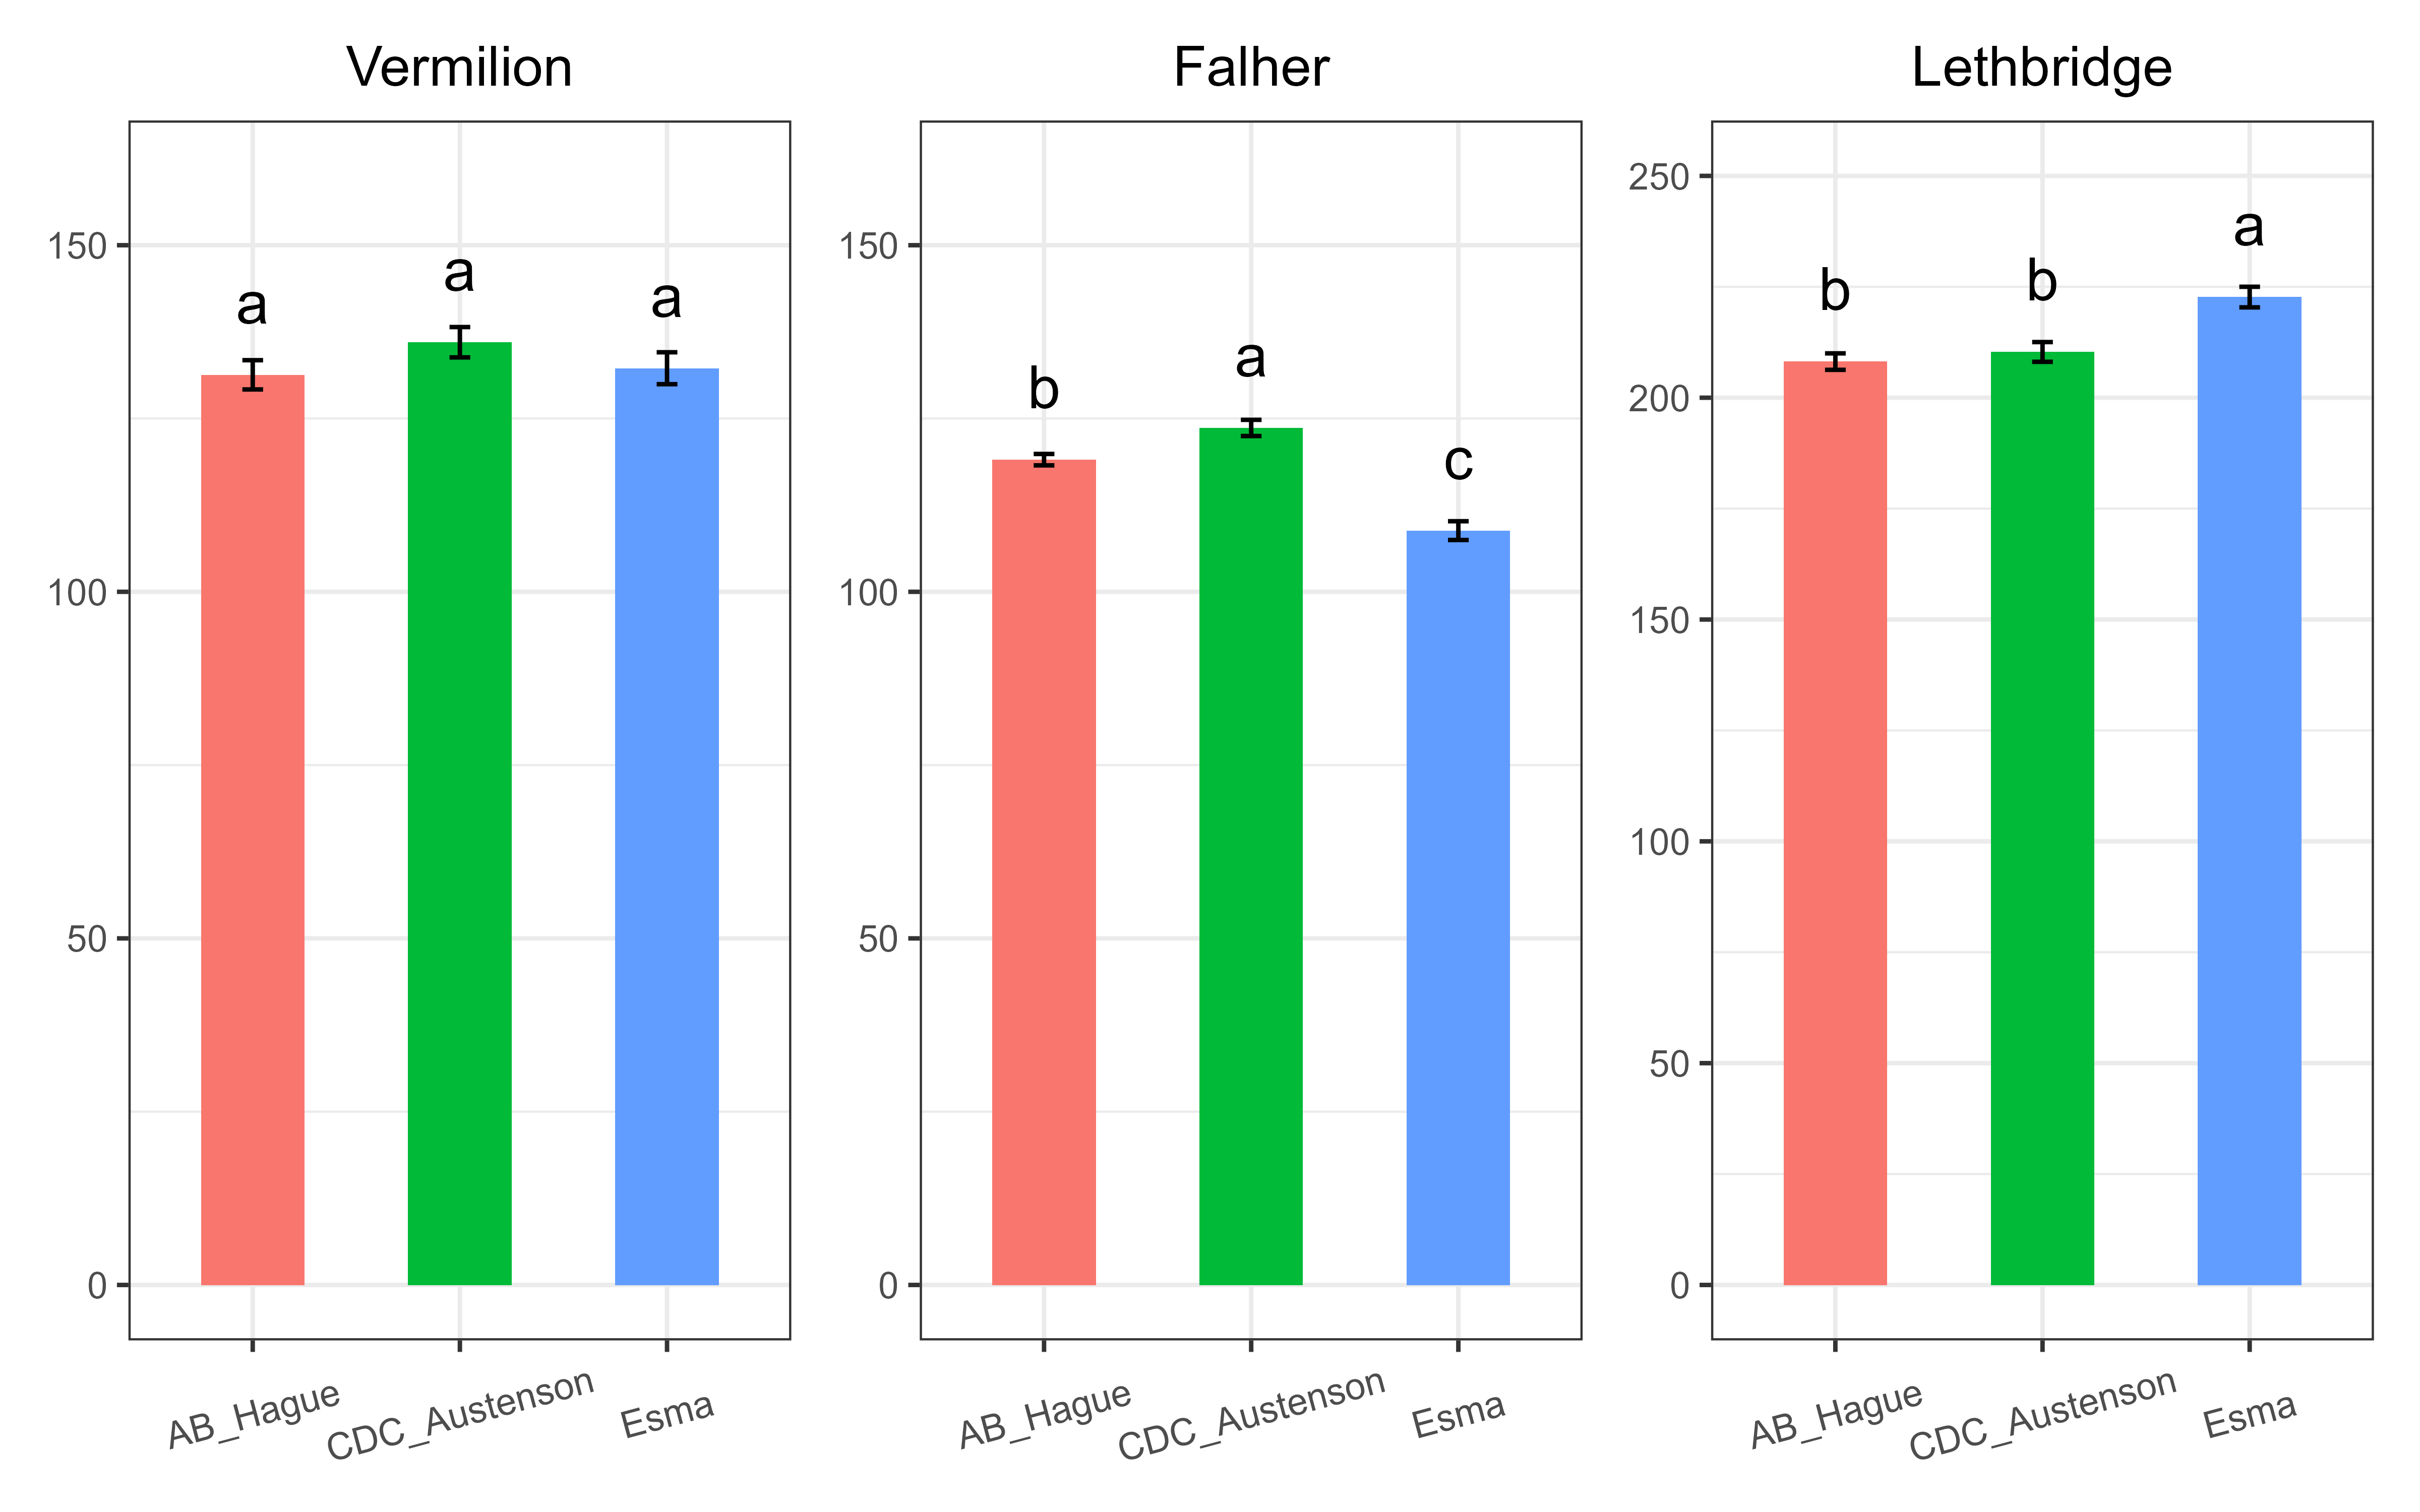 Vermilion
Falher
Lethbridge
150
100
50
0
a
a
a
AB_Hague
CDC_Austenson
Esma
150
100
50
0
b
a
c
AB_Hague
CDC_Austenson
Esma
250
200
150
100
50
0
b
b
a
AB_Hague
CDC_Austenson
Esma